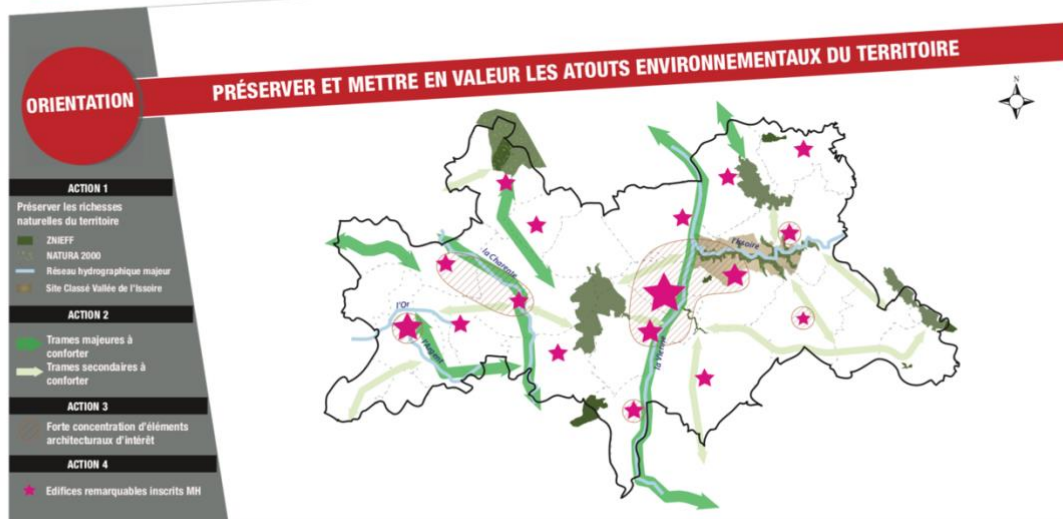 PRÉSERVER ET METTRE EN VALEUR LES ATOUTS ENVIRONNEMENTAUX DU TERRITOIRE
ORIENTATION
ACTION 1
Préserver les richesses
naturelles du territoire
ZNIEFF
NATURA 2000
Réseau hydrographique majeur
Site Classé Vallée de l'Issoire
ACTION 2
Trames majeures à
conforter
Trames secondaires à
conforter
ACTION 3
Forte concentration d'éléments
architecturaux d'intérêt
ACTION 4
Edifices remarquables inscrits MH
N
l'Issoire
la Charente
l'Or
l'Argent
la Vienne